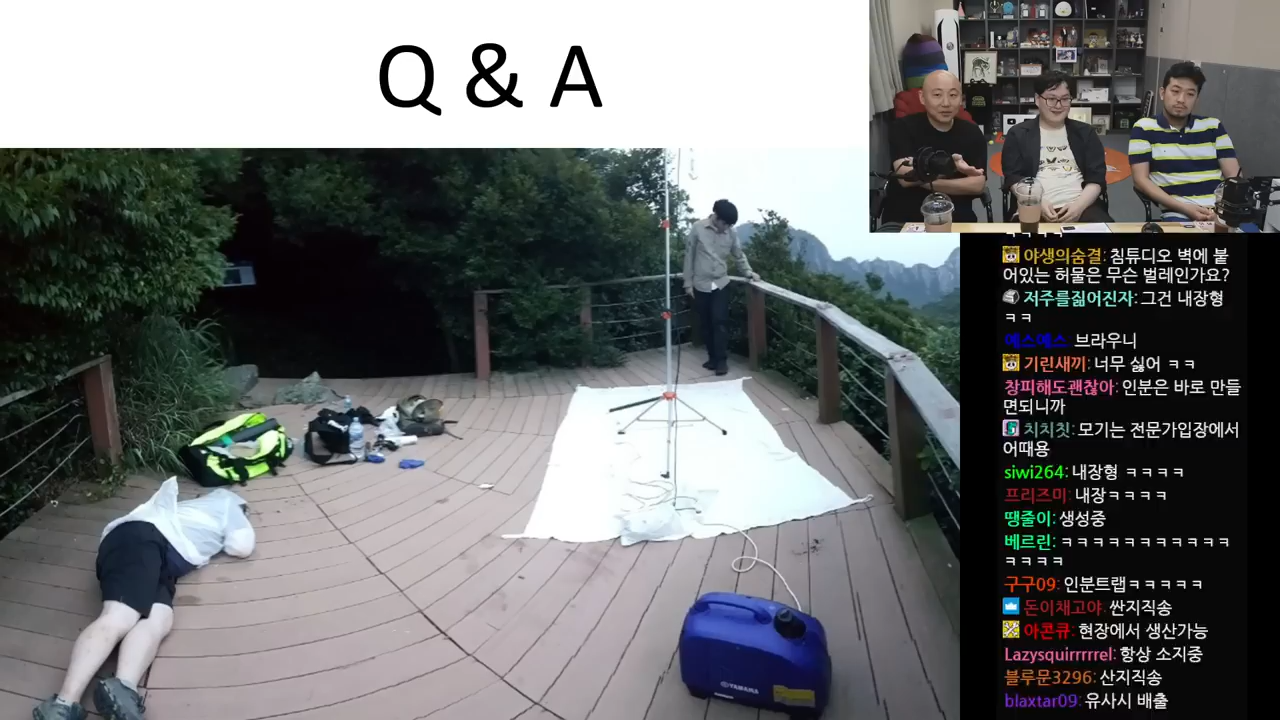 Q & A
YAMAHA
야생의숨결: 침튜디오 벽에 붙
어있는 허물은 무슨 벌레인가요?
저주를짊어진자: 그건 내장형
ㅋㅋ
예스예스: 브라우니
기린새끼: 너무 싫어 ㅋㅋ
창피해도괜찮아: 인분은 바로 만들
면되니까
치치칫: 모기는 전문가입장에서
어때용
siwi264: 내장형 ㅋㅋㅋㅋ
프리즈미: 내장ㅋㅋㅋㅋ
땡줄이: 생성중
베르린: ㅋㅋㅋㅋㅋㅋㅋㅋㅋㅋㅋ
ㅋㅋㅋㅋ
구구09: 인분트랩ㅋㅋㅋㅋㅋ
돈이채고야: 싼지직송
아콘큐: 현장에서 생산가능
Lazysquirrrrrel: 항상 소지중
블루문3296: 산지직송
blaxtar09: 유사시 배출